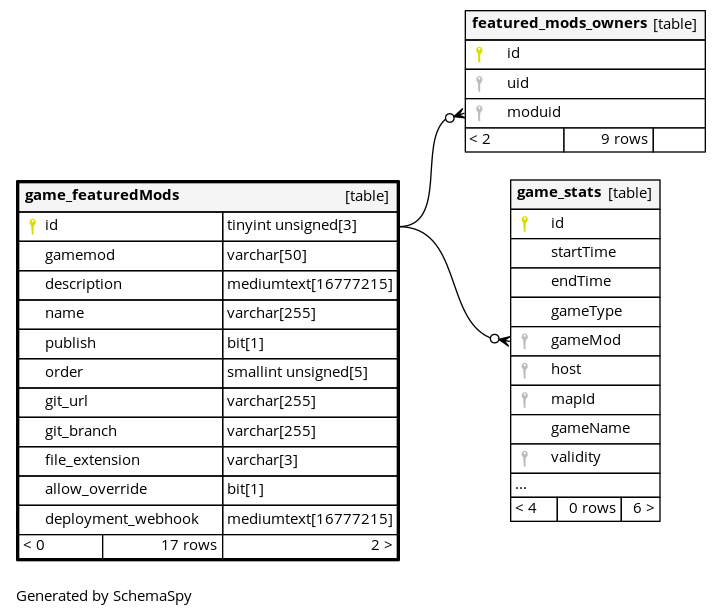 featured_mods_owners [table]
id
uid
moduid
< 2 9 rows
game_featuredMods [table]
id tinyint unsigned[3]
gamemod varchar[50]
description mediumtext[16777215]
name varchar[255]
publish bit[1]
order smallint unsigned[5]
git_url varchar[255]
git_branch varchar[255]
file_extension varchar[3]
allow_override bit[1]
deployment_webhook mediumtext[16777215]
< 0 17 rows 2 >
game_stats [table]
id
startTime
endTime
gameType
gameMod
host
mapId
gameName
validity
...
< 4 0 rows 6 >
Generated by SchemaSpy